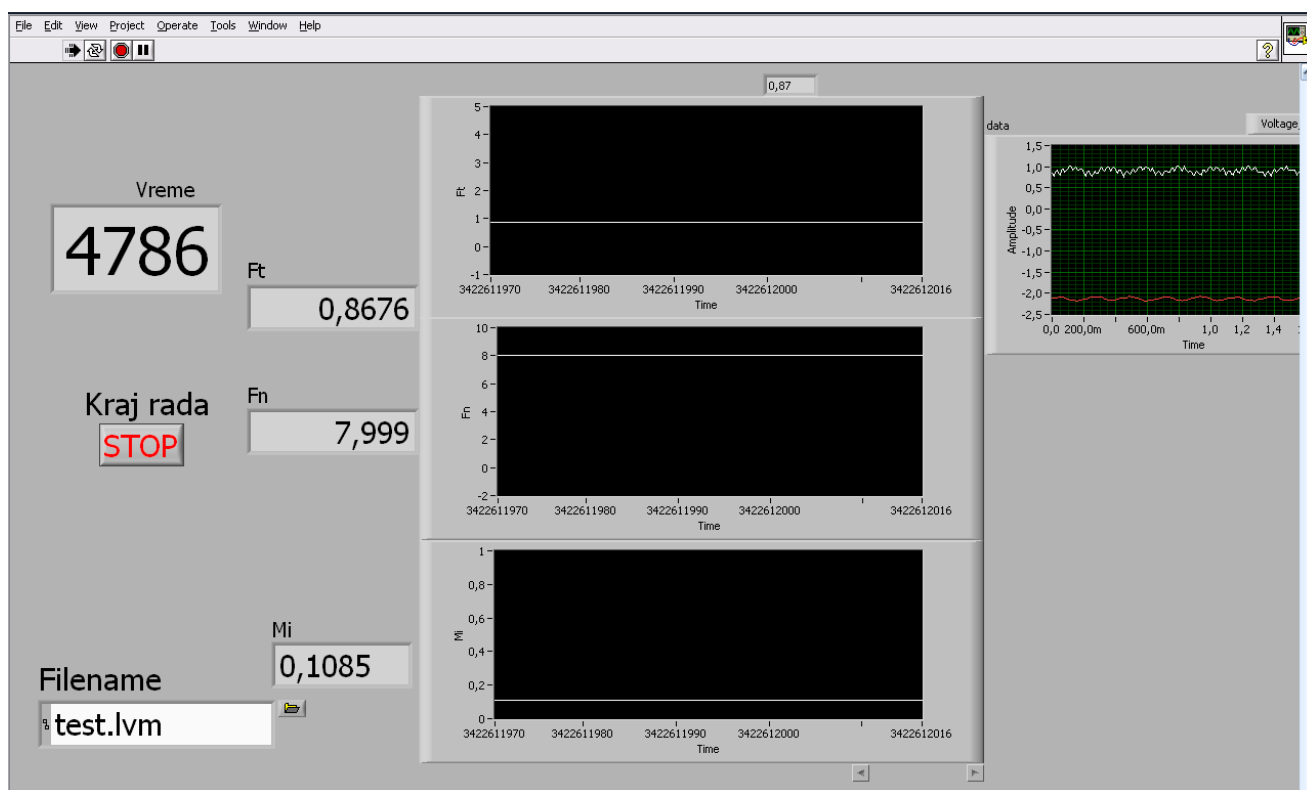 File Edit View Project Operate Tools Window Help
Vreme
4786
Ft
0,8676
Kraj rada
STOP
Fn
7,999
Mi
0,1085
Filename
test.lvm
0,87
5
4
3
2
1
0
-1
Ft
3422611970 3422611980 3422611990 3422612000 3422612016
Time
10
8
6
4
2
0
-2
Fn
3422611970 3422611980 3422611990 3422612000 3422612016
Time
1
0,8
0,6
0,4
0,2
0
Mi
3422611970 3422611980 3422611990 3422612000 3422612016
Time
data
Voltage
1,5
1,0
0,5
0,0
-0,5
-1,0
-1,5
-2,0
-2,5
Amplitude
0,0 200,0m 600,0m 1,0 1,2 1,4
Time